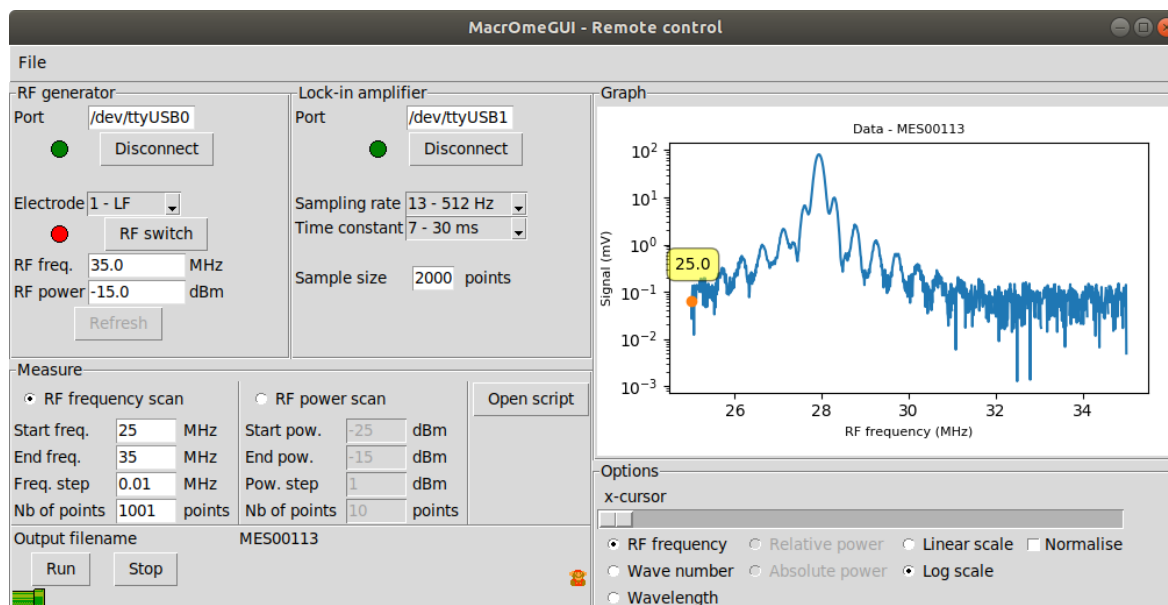 MacrOmeGUI - Remote control
File
RF generator
Port /dev/ttyUSB0
Disconnect
Electrode 1 - LF
RF switch
RF freq. 35.0 MHz
RF power -15.0 dBm
Refresh
Lock-in amplifier
Port /dev/ttyUSB1
Disconnect
Sampling rate 13 - 512 Hz
Time constant 7 - 30 ms
Sample size 2000 points
Graph
Data - MES00113
Signal (mV)
10²
10¹
10⁰
10⁻¹
10⁻²
10⁻³
25.0
26 28 30 32 34
RF frequency (MHz)
Measure
RF frequency scan
Start freq. 25 MHz
End freq. 35 MHz
Freq. step 0.01 MHz
Nb of points 1001 points
RF power scan
Start pow. -25 dBm
End pow. -15 dBm
Pow. step 1 dBm
Nb of points 10 points
Open script
Output filename MES00113
Run Stop
Options
x-cursor
RF frequency Relative power Linear scale Normalise
Wave number Absolute power Log scale
Wavelength